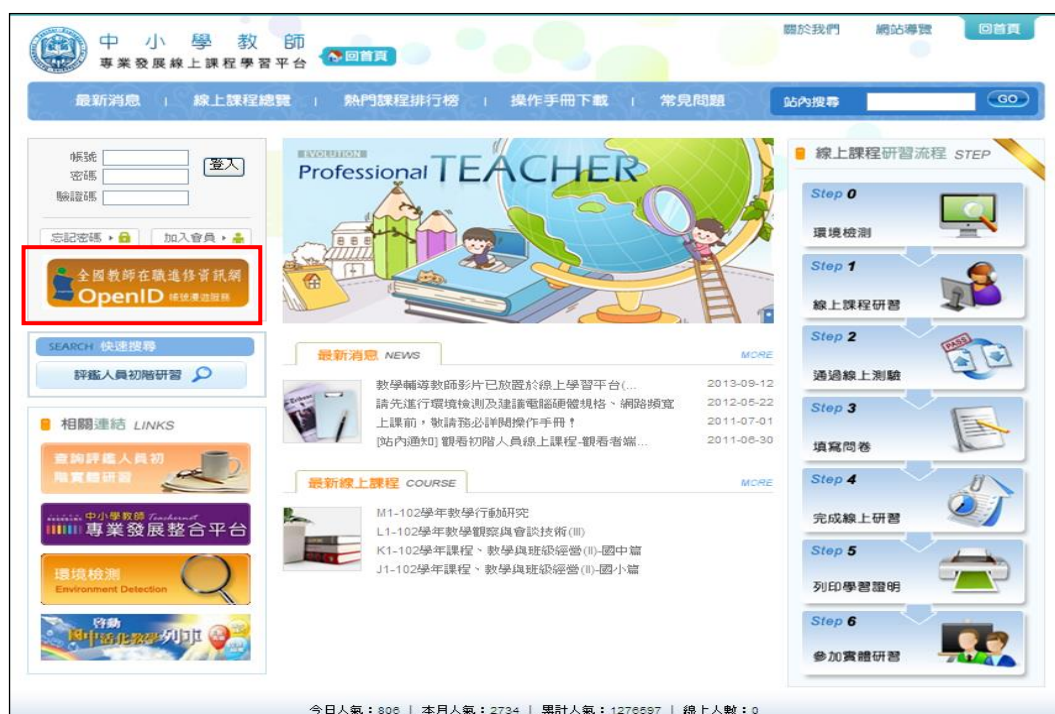 關於我們 網站導覽 回首頁
中小學教師
專業發展線上課程學習平台 回首頁
最新消息 | 線上課程總覽 | 熱門課程排行榜 | 操作手冊下載 | 常見問題 站內搜尋 GO
帳號
密碼
驗證碼
登入
忘記密碼 加入會員
全國教師在職進修資訊網
OpenID 帳號漫遊服務
SEARCH 快速搜尋
評鑑人員初階研習
相關連結 LINKS
查詢評鑑人員初
階實體研習
中小學教師
專業發展整合平台
環境檢測
Environment Detection
啓動
國中活化教學列車
EVOLUTION
Professional TEACHER
最新消息 NEWS MORE
教學輔導教師影片已放置於線上學習平台(... 2013-09-12
請先進行環境檢測及建議電腦硬體規格、網路頻寬 2012-05-22
上課前，敬請務必詳閱操作手冊！ 2011-07-01
[站內通知] 觀看初階人員線上課程-觀看者端... 2011-06-30
最新線上課程 COURSE MORE
M1-102學年教學行動研究
L1-102學年教學觀察與會談技術(III)
K1-102學年課程、教學與班級經營(II)-國中篇
J1-102學年課程、教學與班級經營(II)-國小篇
線上課程研習流程 STEP
Step 0
環境檢測
Step 1
線上課程研習
Step 2
通過線上測驗
PASS
Step 3
填寫問卷
Step 4
完成線上研習
Step 5
列印學習證明
Step 6
參加實體研習
今日人氣：806 | 本月人氣：2734 | 累計人氣：1276597 | 線上人數：0